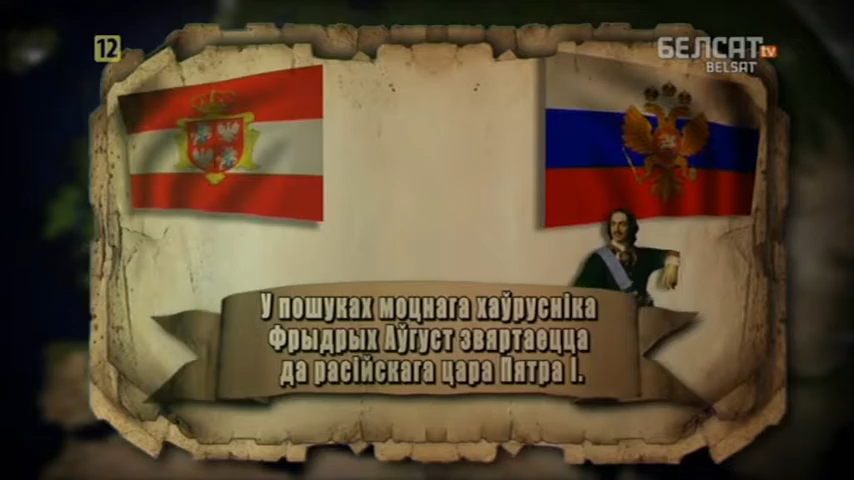 12
БЕЛСАТ tv
BELSAT
У пошуках моцнага хаўрусніка
Фрыдрых Аўгуст звяртаецца
да расійскага цара Пятра І.